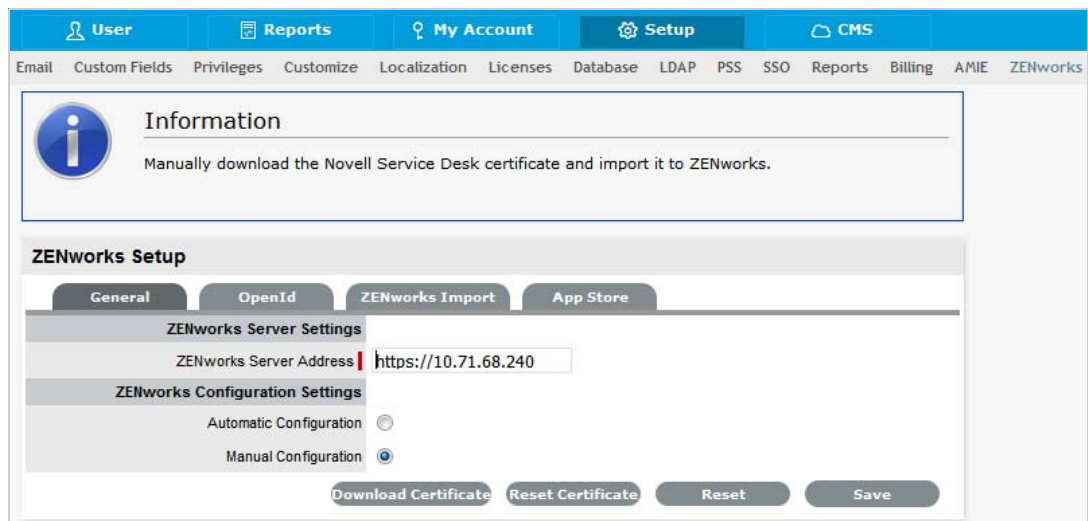 User Reports My Account Setup CMS
Email Custom Fields Privileges Customize Localization Licenses Database LDAP PSS SSO Reports Billing AMIE ZENworks
Information
Manually download the Novell Service Desk certificate and import it to ZENworks.
ZENworks Setup
General OpenId ZENworks Import App Store
ZENworks Server Settings
ZENworks Server Address https://10.71.68.240
ZENworks Configuration Settings
Automatic Configuration
Manual Configuration
Download Certificate Reset Certificate Reset Save